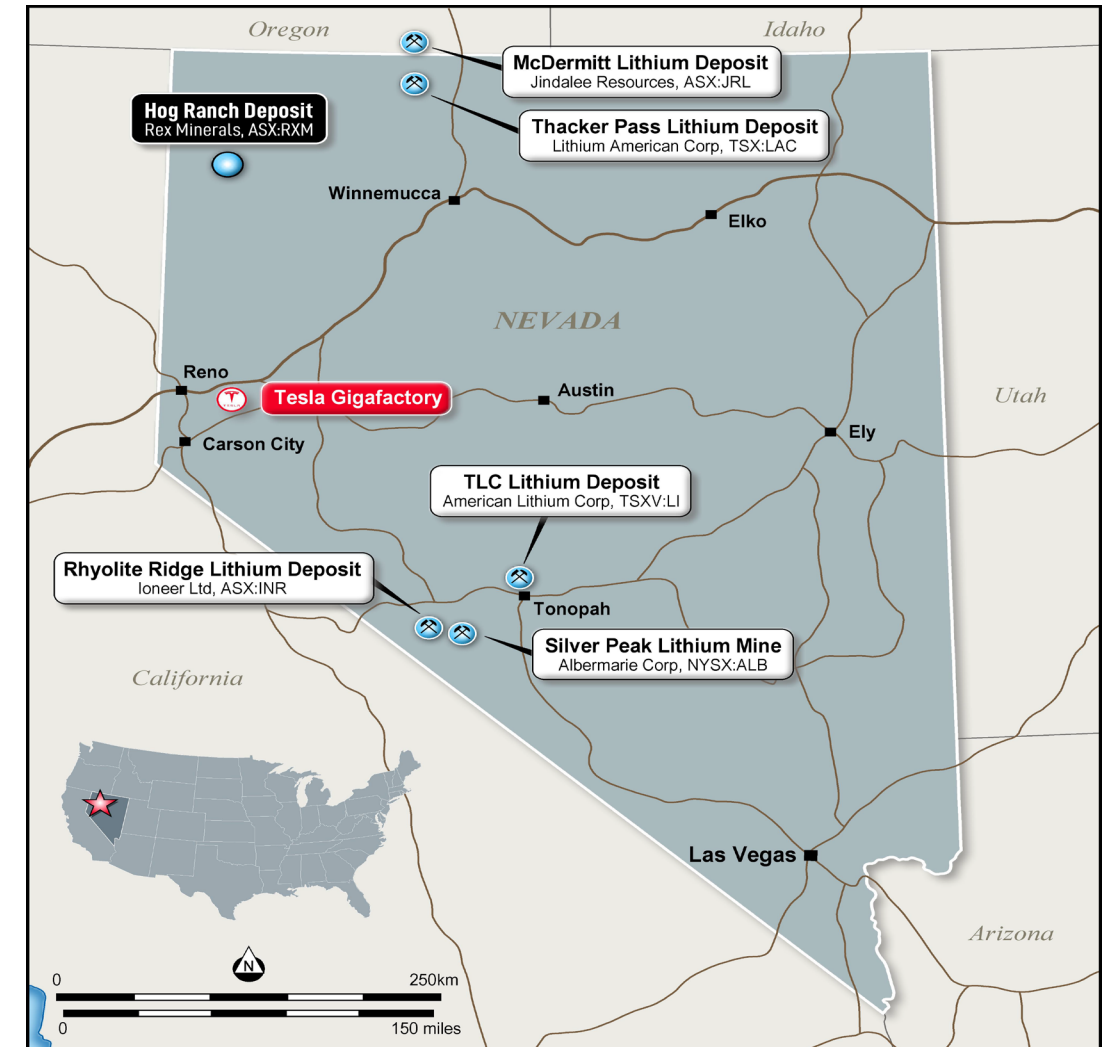 Oregon
Idaho
McDermitt Lithium Deposit
Jindalee Resources, ASX:JRL
Hog Ranch Deposit
Rex Minerals, ASX:RXM
Thacker Pass Lithium Deposit
Lithium American Corp, TSX:LAC
Winnemucca
Elko
NEVADA
Reno
Tesla Gigafactory
Austin
Utah
Carson City
Ely
TLC Lithium Deposit
American Lithium Corp, TSXV:LI
Rhyolite Ridge Lithium Deposit
Ioneer Ltd, ASX:INR
Tonopah
Silver Peak Lithium Mine
Albermarie Corp, NYSX:ALB
California
Las Vegas
Arizona
N
0
250km
0
150 miles